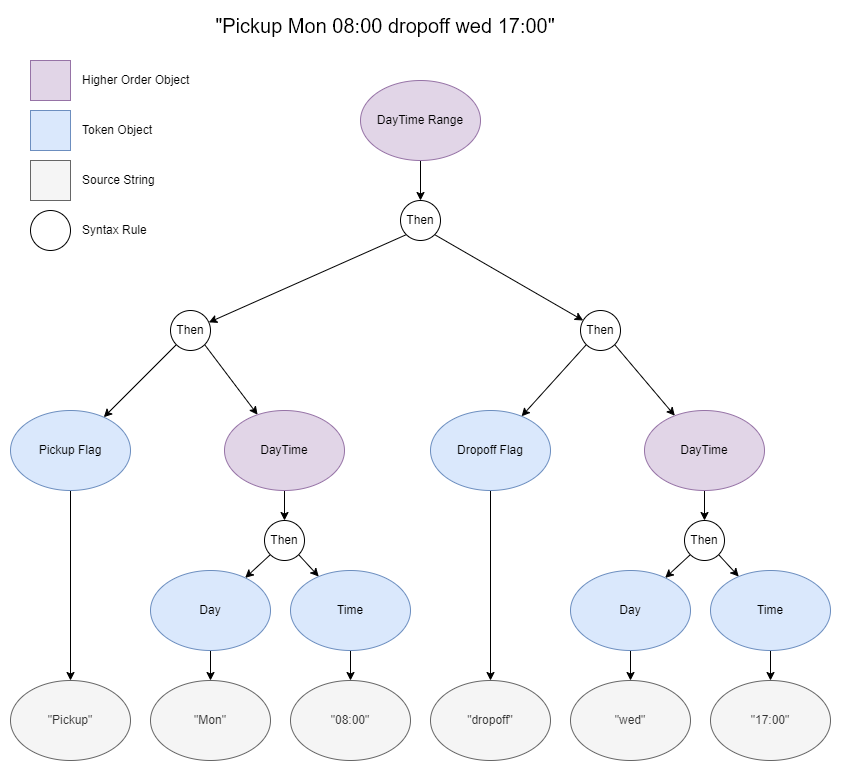 "Pickup Mon 08:00 dropoff wed 17:00"
Higher Order Object
Token Object
Source String
Syntax Rule
DayTime Range
Then
Then
Then
Pickup Flag
DayTime
Dropoff Flag
DayTime
Then
Then
Day
Time
Day
Time
"Pickup"
"Mon"
"08:00"
"dropoff"
"wed"
"17:00"